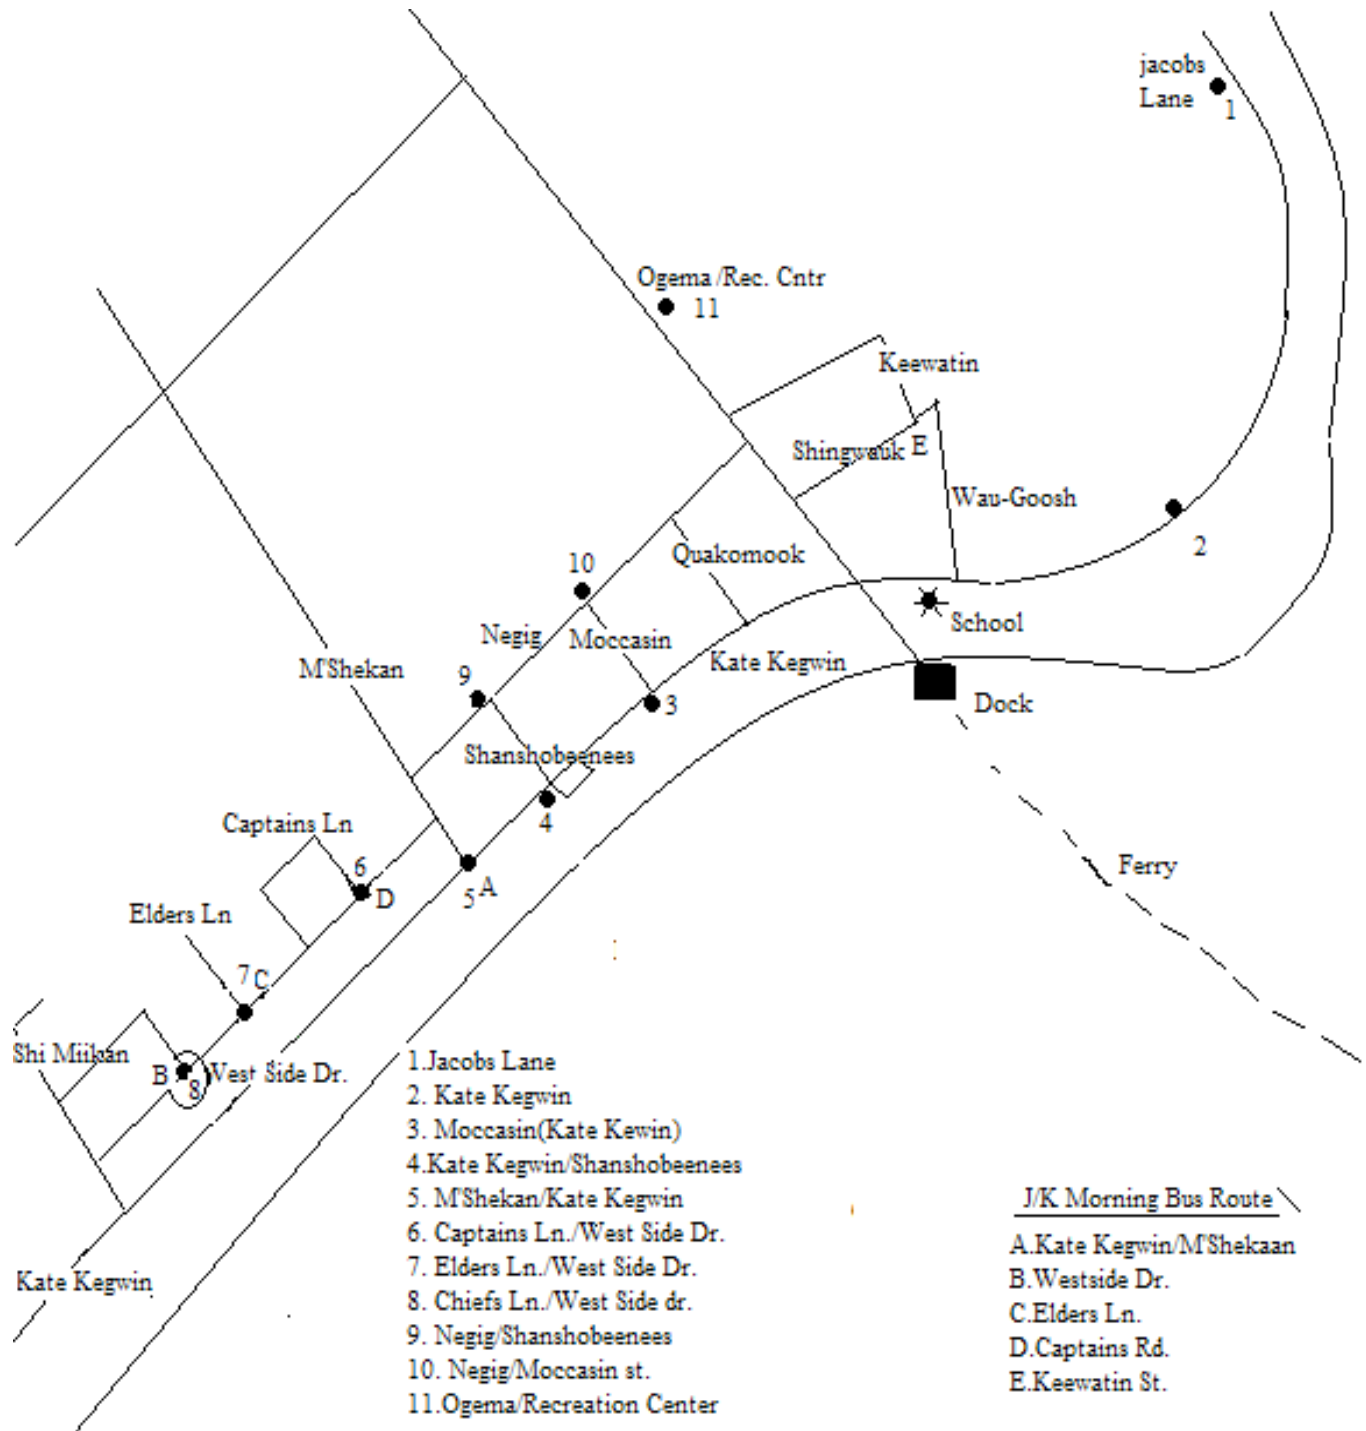 jacobs
Lane
1
Ogema /Rec. Cntr
11
Keewatin
Shingwauk E
Wau-Goosh
2
Quakomook
10
Negig
Moccasin
School
M'Shekan
Kate Kegwin
9
3
Dock
Shanshobeenees
4
Captains Ln
6
D
5 A
Ferry
Elders Ln
7 C
Shi Miikan
B 8 West Side Dr.
Kate Kegwin
1.Jacobs Lane
2. Kate Kegwin
3. Moccasin(Kate Kewin)
4.Kate Kegwin/Shanshobeenees
5. M'Shekan/Kate Kegwin
6. Captains Ln./West Side Dr.
7. Elders Ln./West Side Dr.
8. Chiefs Ln./West Side dr.
9. Negig/Shanshobeenees
10. Negig/Moccasin st.
11.Ogema/Recreation Center
J/K Morning Bus Route
A.Kate Kegwin/M'Shekaan
B.Westside Dr.
C.Elders Ln.
D.Captains Rd.
E.Keewatin St.